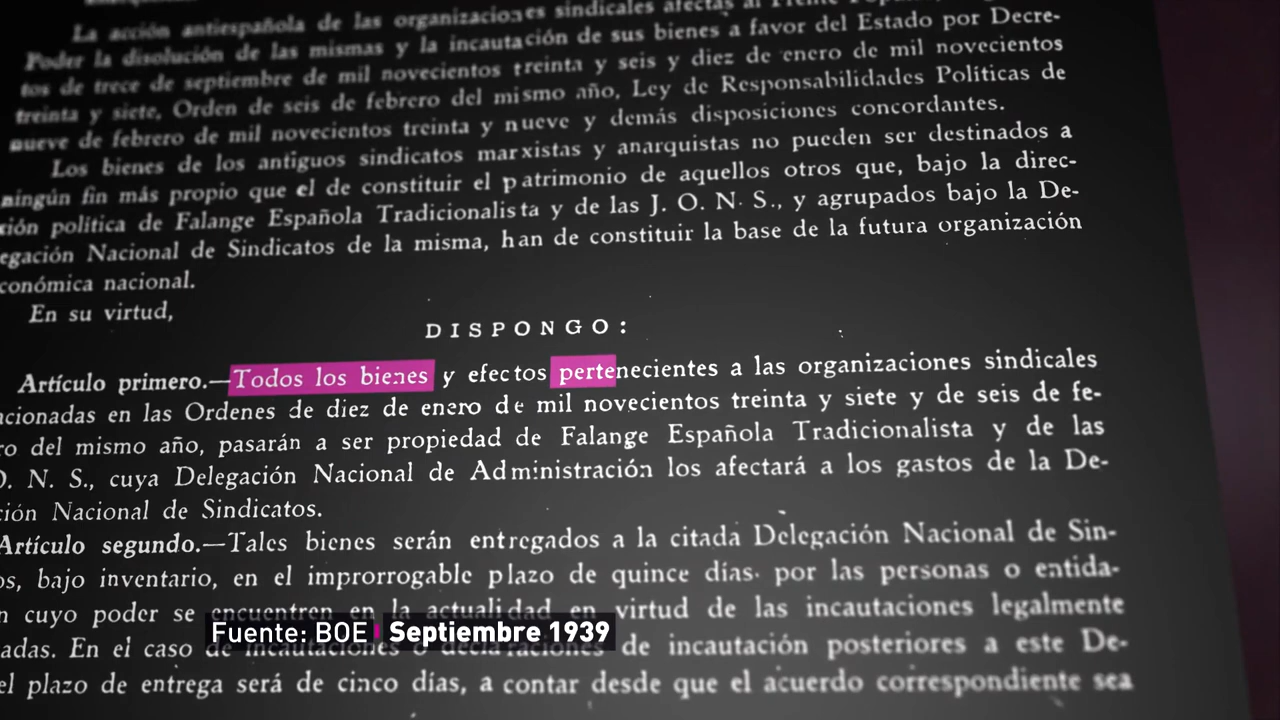 La acción antiespañola de las organizaciones sindicales afectas al Frente
Poder la disolución de las mismas y la incautación de sus bienes a favor del Estado por Decre-
tos de trece de septiembre de mil novecientos treinta y seis y diez de enero de mil novecientos
treinta y siete, Orden de seis de febrero del mismo año, Ley de Responsabilidades Políticas de
nueve de febrero de mil novecientos treinta y nueve y demás disposiciones concordantes.
Los bienes de los antiguos sindicatos marxistas y anarquistas no pueden ser destinados a
ningún fin más propio que el de constituir el patrimonio de aquellos otros que, bajo la direc-
ción política de Falange Española Tradicionalista y de las J. O. N. S., y agrupados bajo la De-
egación Nacional de Sindicatos de la misma, han de constituir la base de la futura organización
conómica nacional.
En su virtud,
DISPONGO:
Artículo primero.—Todos los bienes y efectos pertenecientes a las organizaciones sindicales
acionadas en las Ordenes de diez de enero de mil novecientos treinta y siete y de seis de fe-
ro del mismo año, pasarán a ser propiedad de Falange Española Tradicionalista y de las
O. N. S., cuya Delegación Nacional de Administración los afectará a los gastos de la De-
ción Nacional de Sindicatos.
Artículo segundo.—Tales bienes serán entregados a la citada Delegación Nacional de Sin-
os, bajo inventario, en el improrrogable plazo de quince días. por las personas o entida-
n cuyo poder se encuentren en la actualidad en virtud de las incautaciones legalmente
Fuente: BOE Septiembre 1939
adas. En el caso de incautaciones o declaraciones de incautación posteriores a este De-
el plazo de entrega será de cinco días, a contar desde que el acuerdo correspondiente sea